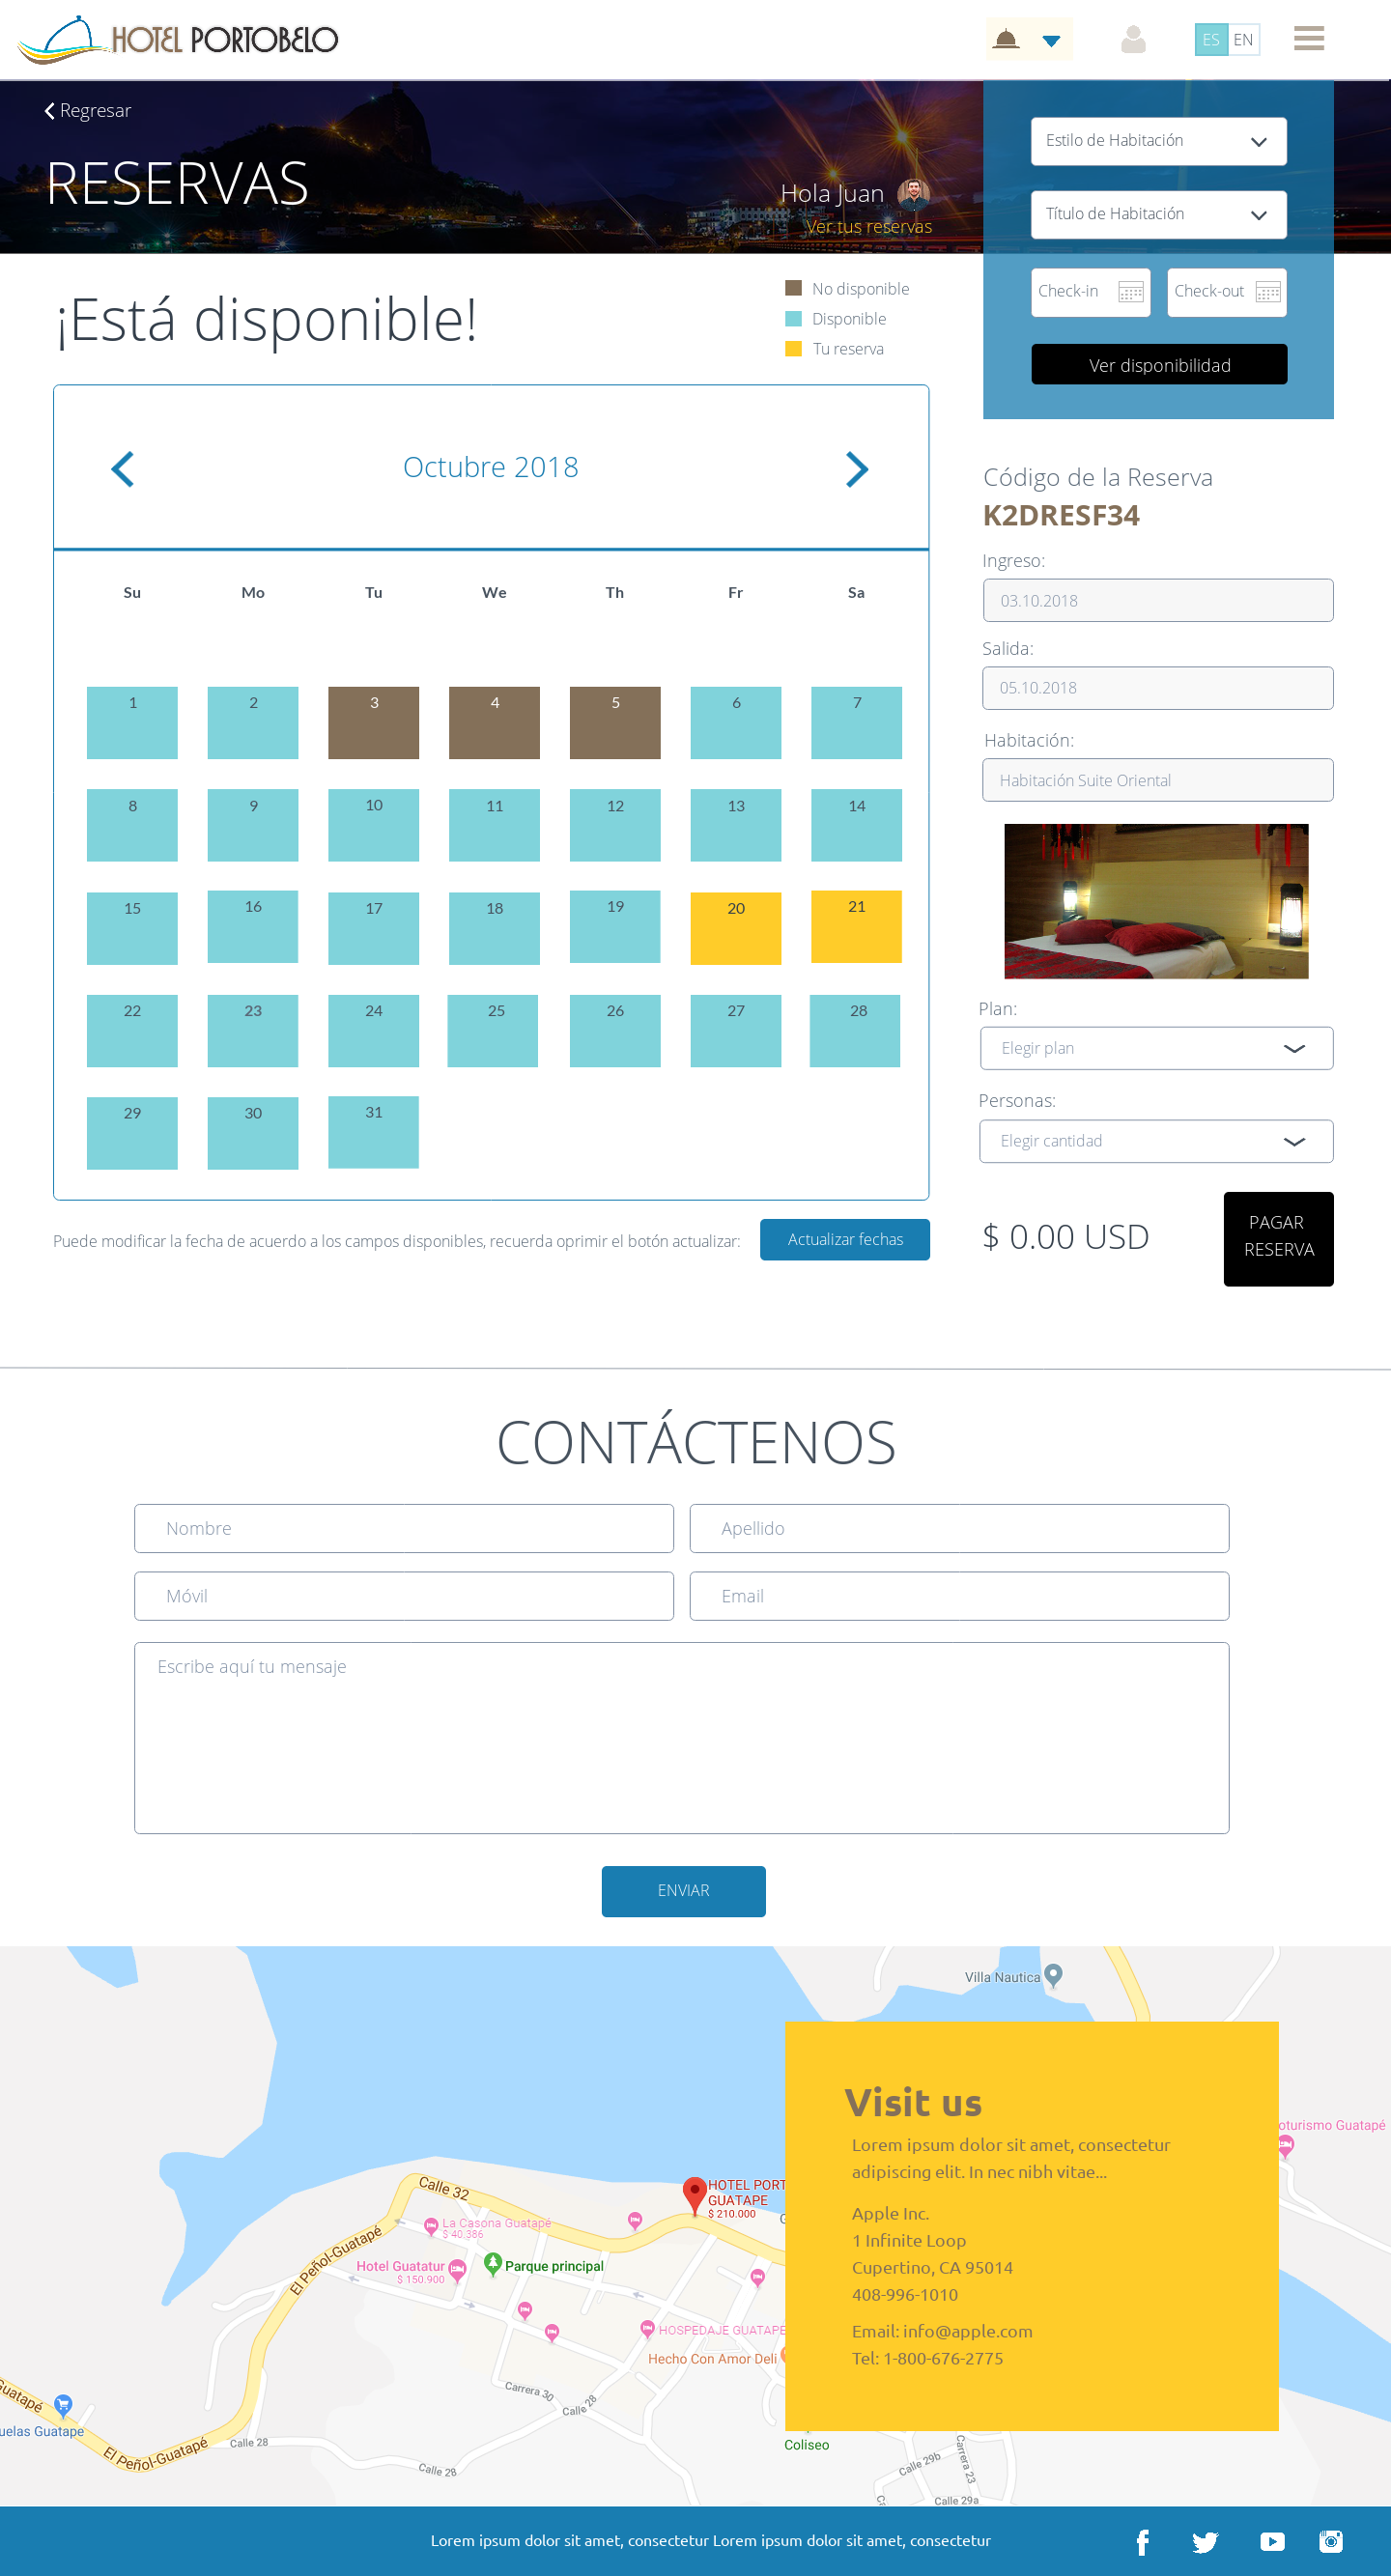 HOTEL PORTOBELO
ES EN
Regresar
RESERVAS
Hola Juan
Ver tus reservas
Estilo de Habitación
Título de Habitación
Check-in
Check-out
Ver disponibilidad
¡Está disponible!
No disponible
Disponible
Tu reserva
Octubre 2018
Su Mo Tu We Th Fr Sa
1 2 3 4 5 6 7
8 9 10 11 12 13 14
15 16 17 18 19 20 21
22 23 24 25 26 27 28
29 30 31
Puede modificar la fecha de acuerdo a los campos disponibles, recuerda oprimir el botón actualizar:
Actualizar fechas
Código de la Reserva
K2DRESF34
Ingreso:
03.10.2018
Salida:
05.10.2018
Habitación:
Habitación Suite Oriental
Plan:
Elegir plan
Personas:
Elegir cantidad
$ 0.00 USD
PAGAR
RESERVA
CONTÁCTENOS
Nombre
Apellido
Móvil
Email
Escribe aquí tu mensaje
ENVIAR
Villa Nautica
oturismo Guatapé
Calle 32
HOTEL PORT
GUATAPE
$ 210.000
La Casona Guatapé
$ 40.386
El Peñol-Guatapé
Hotel Guatatur
$ 150.900
Parque principal
HOSPEDAJE GUATAPÉ
Hecho Con Amor Deli
Carrera 30
Calle 28
Guatapé
uelas Guatape
El Peñol-Guatapé
Calle 28
Calle 28
Coliseo
Calle 29b
Carrera 23
Calle 29a
Visit us
Lorem ipsum dolor sit amet, consectetur
adipiscing elit. In nec nibh vitae...
Apple Inc.
1 Infinite Loop
Cupertino, CA 95014
408-996-1010
Email: info@apple.com
Tel: 1-800-676-2775
Lorem ipsum dolor sit amet, consectetur Lorem ipsum dolor sit amet, consectetur